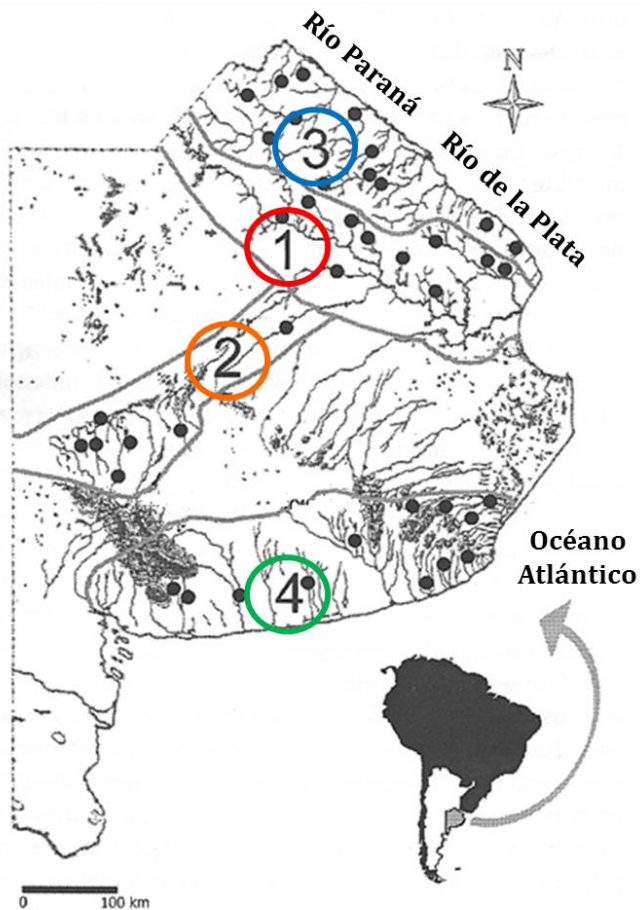 Río Paraná
N
Río de la Plata
3
1
2
4
Océano
Atlántico
0 100 km